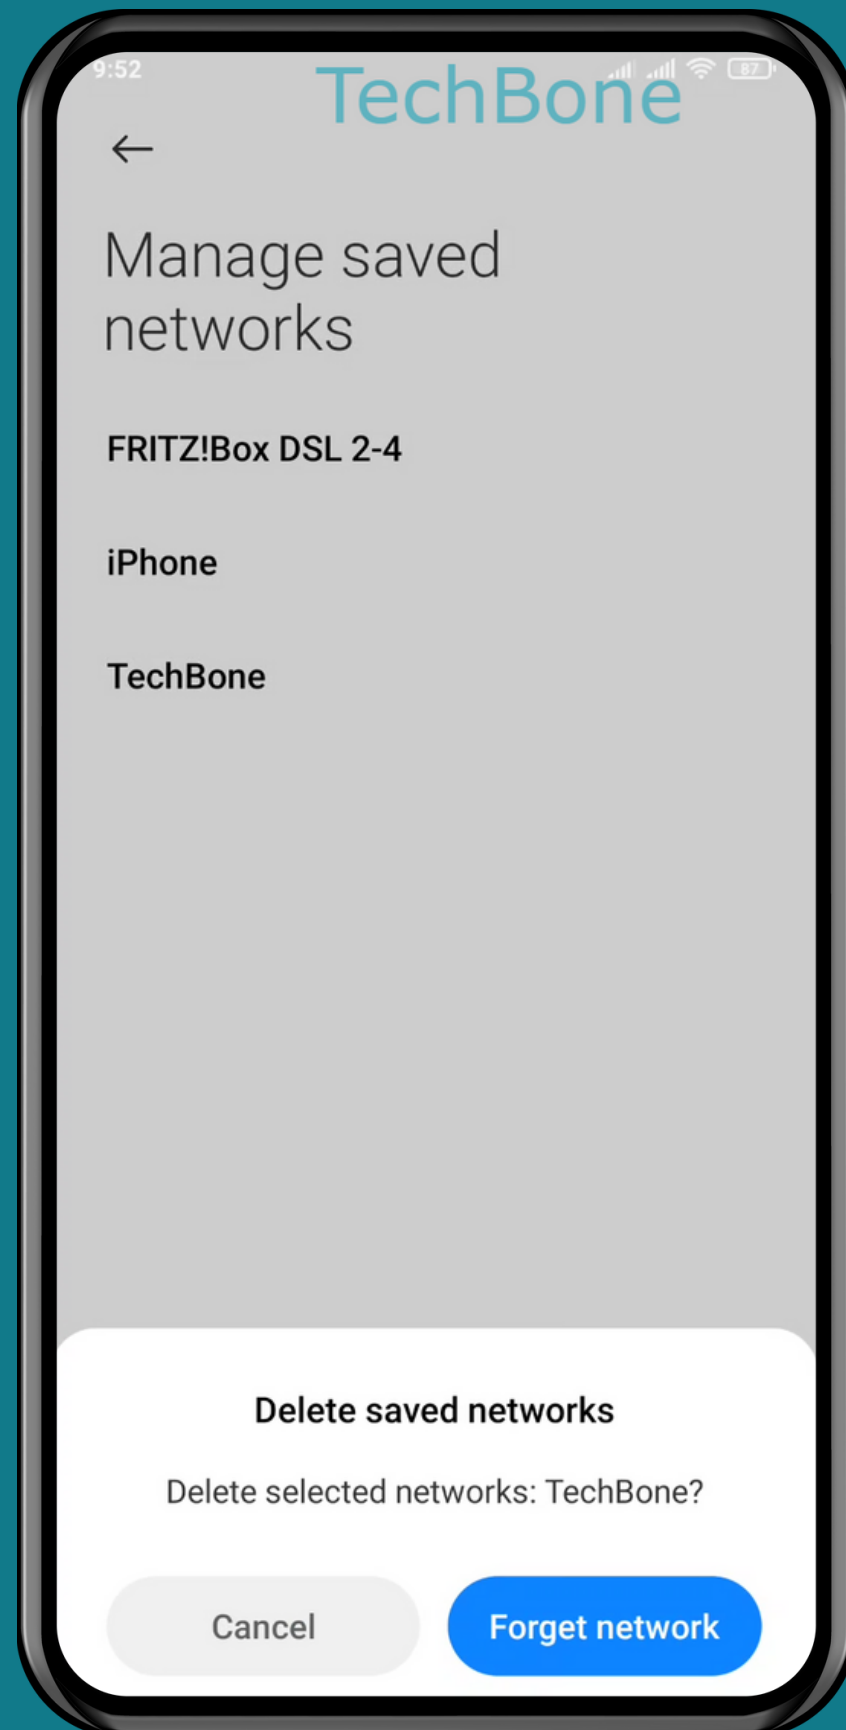 9:52
TechBone
87
Manage saved
networks
FRITZ!Box DSL 2-4
iPhone
TechBone
Delete saved networks
Delete selected networks: TechBone?
Cancel
Forget network